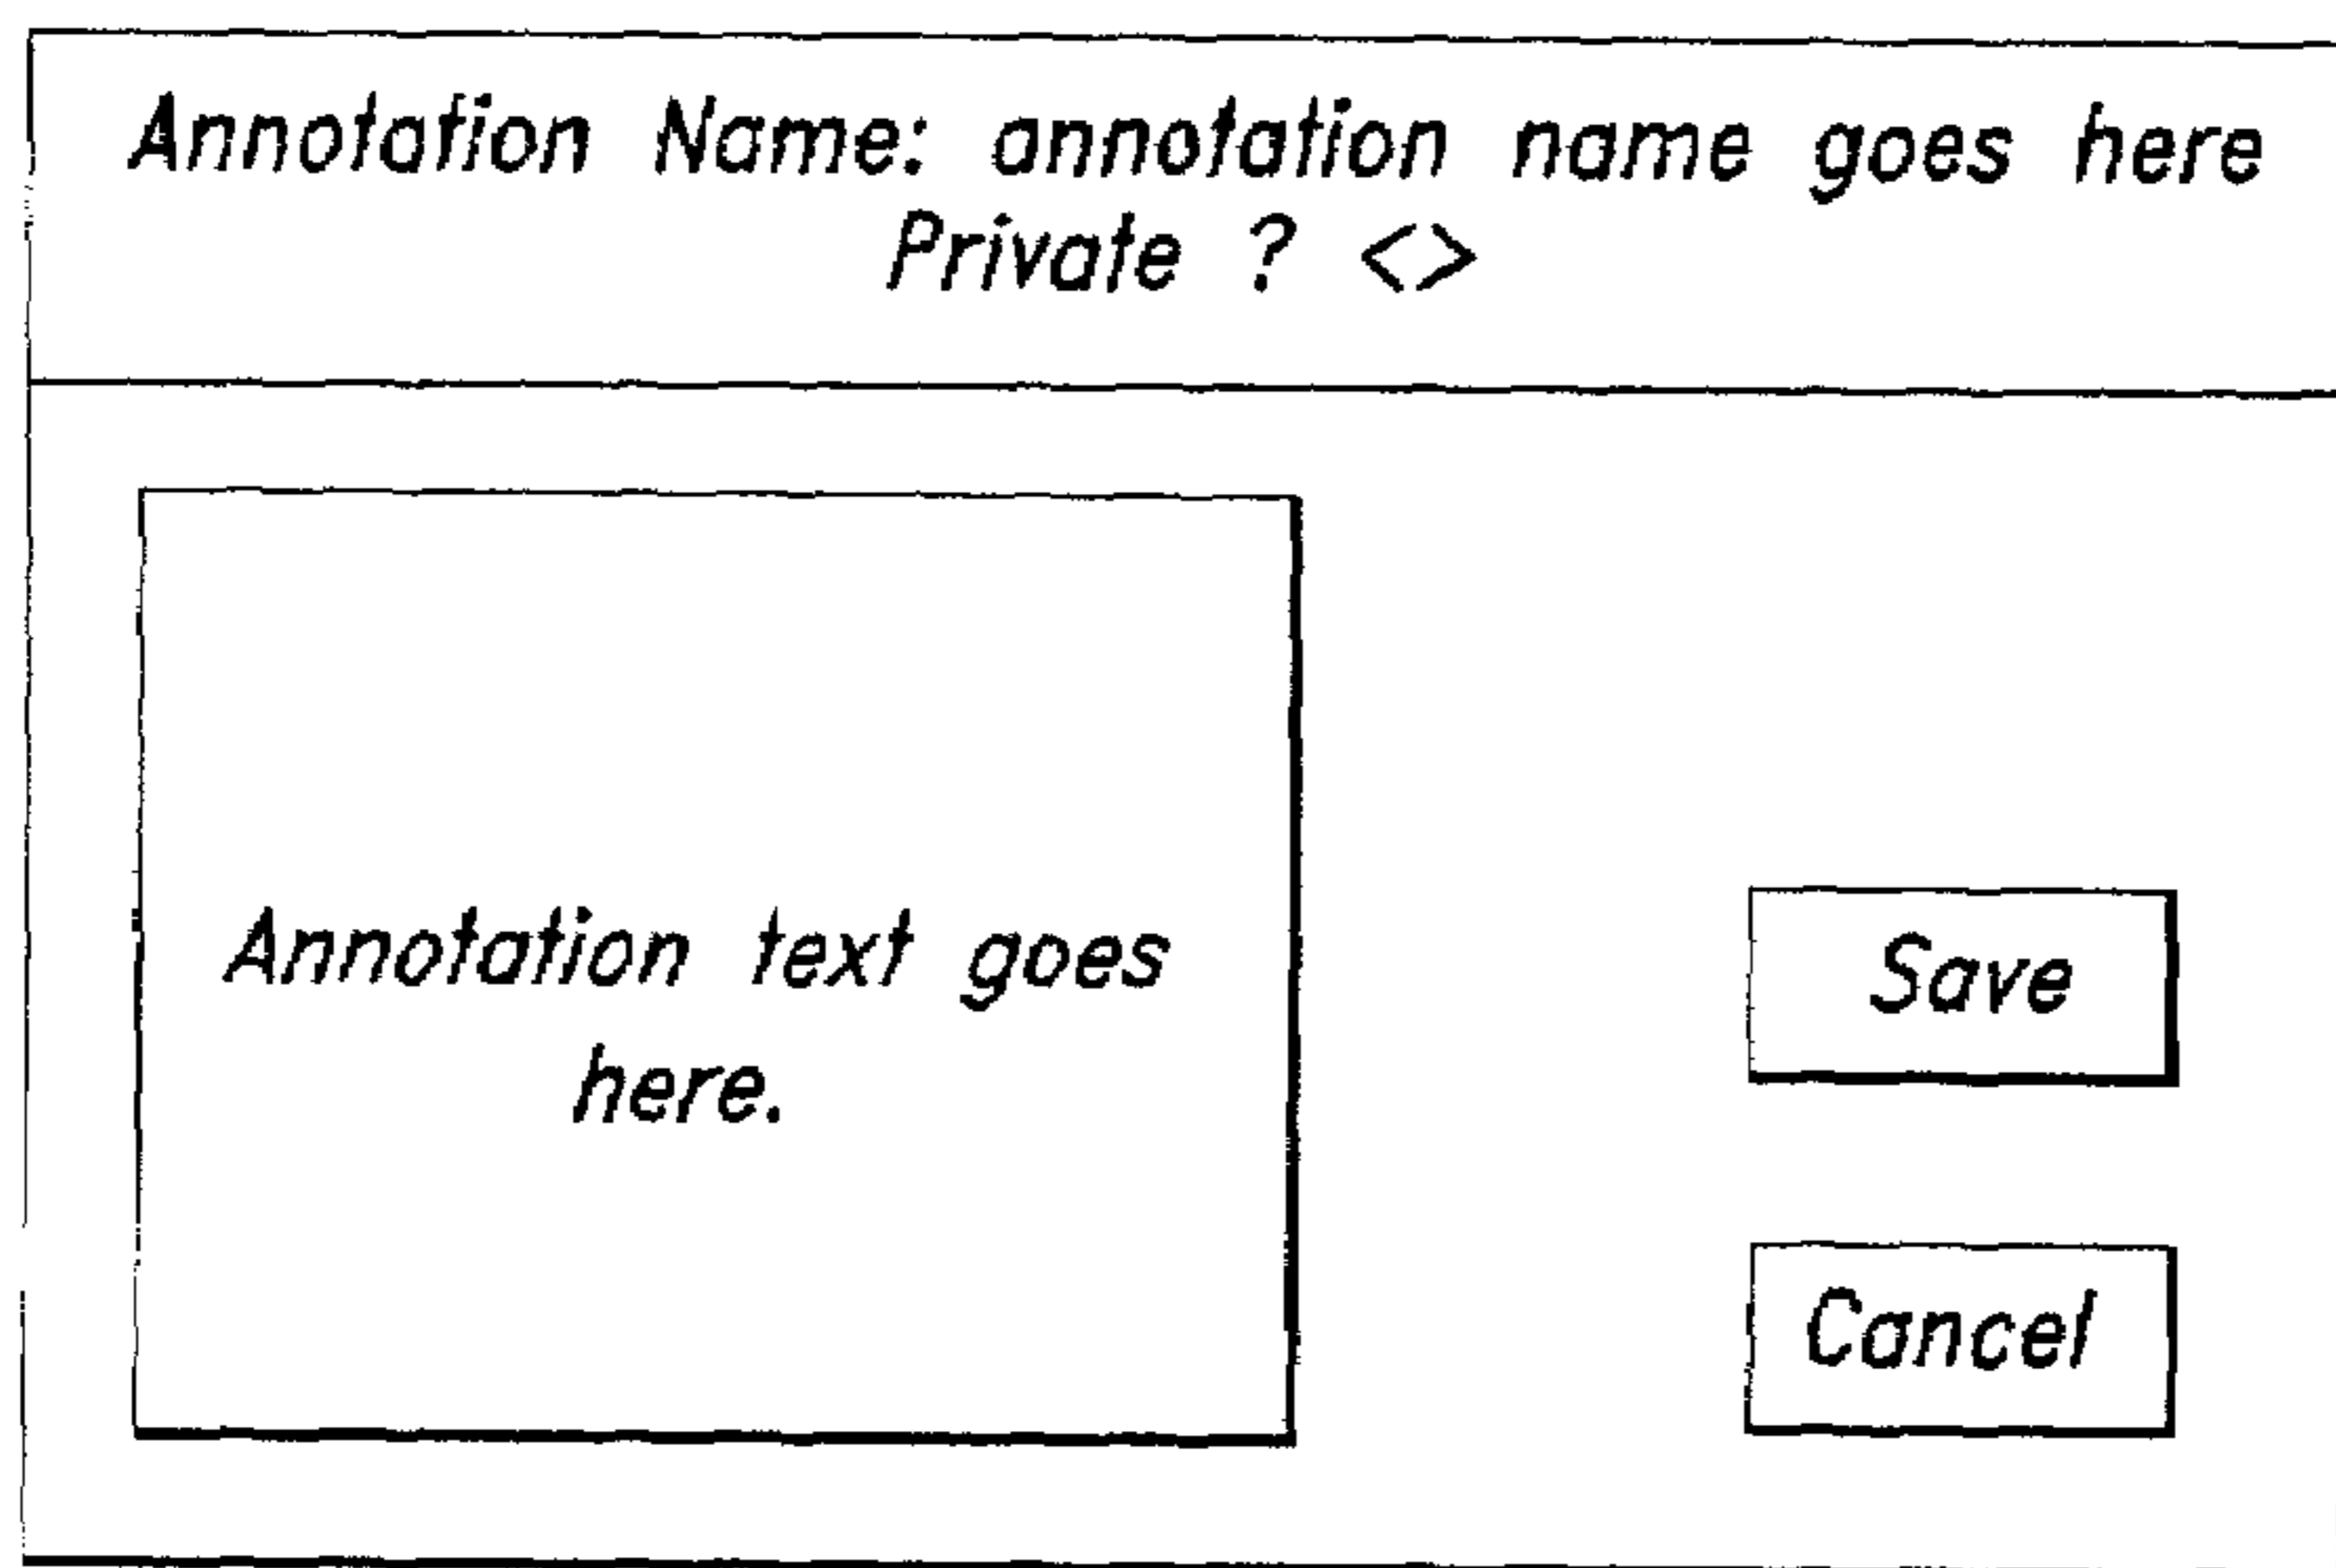 Annotation Name: annotation name goes here
Private ? <>
Annotation text goes
here.
Save
Cancel